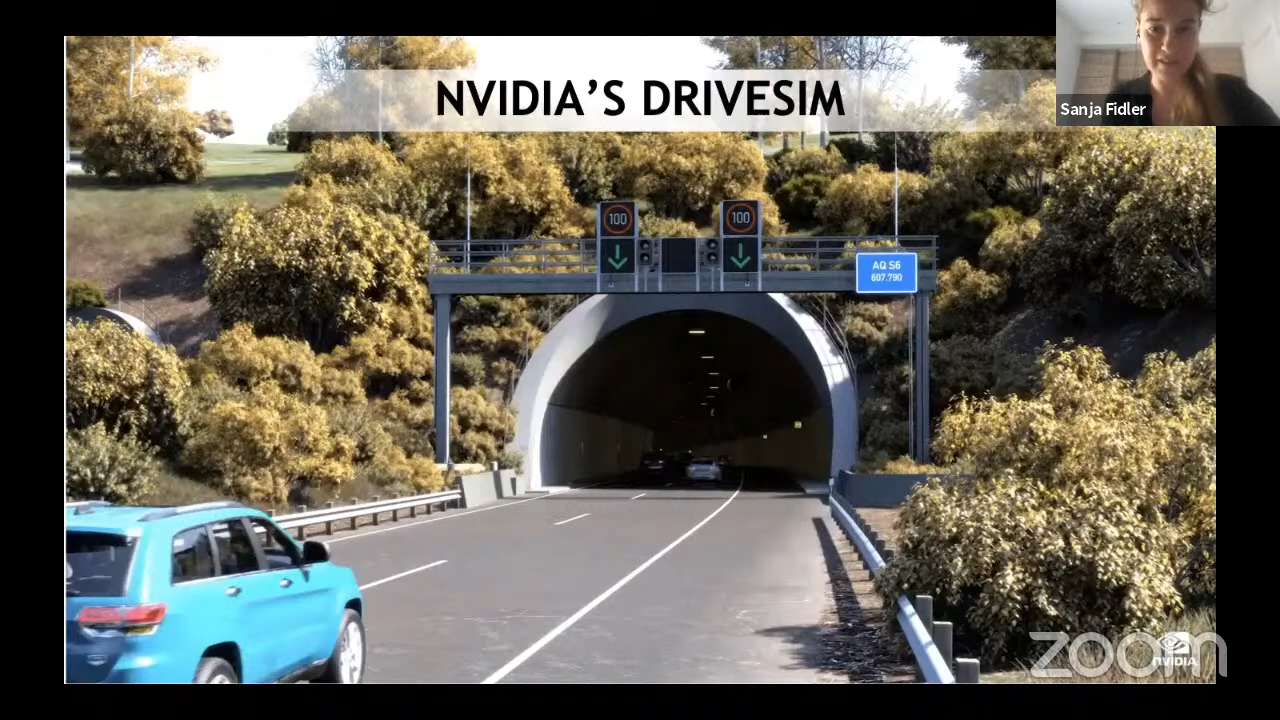 NVIDIA’S DRIVESIM
Sanja Fidler
100
100
AQ S6
607.790
zoom
NVIDIA